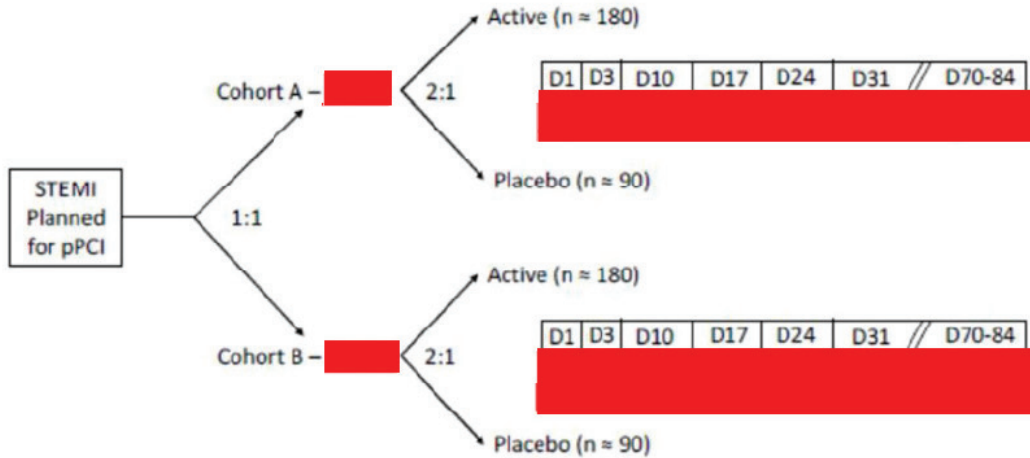 Active (n ≈ 180)
Cohort A –
2:1
D1 D3 D10 D17 D24 D31 // D70-84
Placebo (n ≈ 90)
STEMI
Planned
for pPCI
1:1
Active (n ≈ 180)
Cohort B –
2:1
D1 D3 D10 D17 D24 D31 // D70-84
Placebo (n ≈ 90)